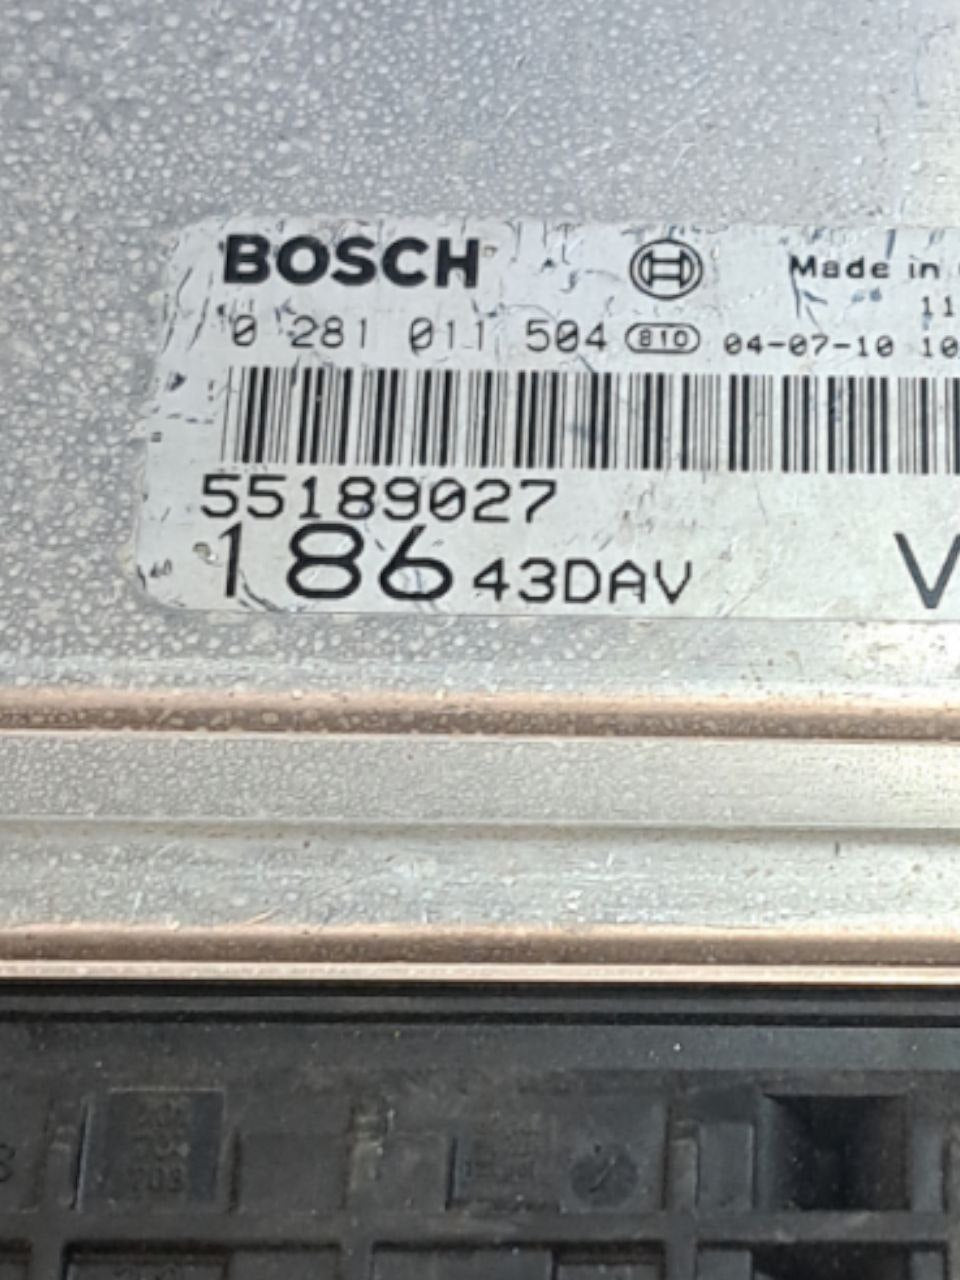 BOSCH
Made in
11
0 281 011 504 810 04-07-10 10
55189027
186 43DAV V